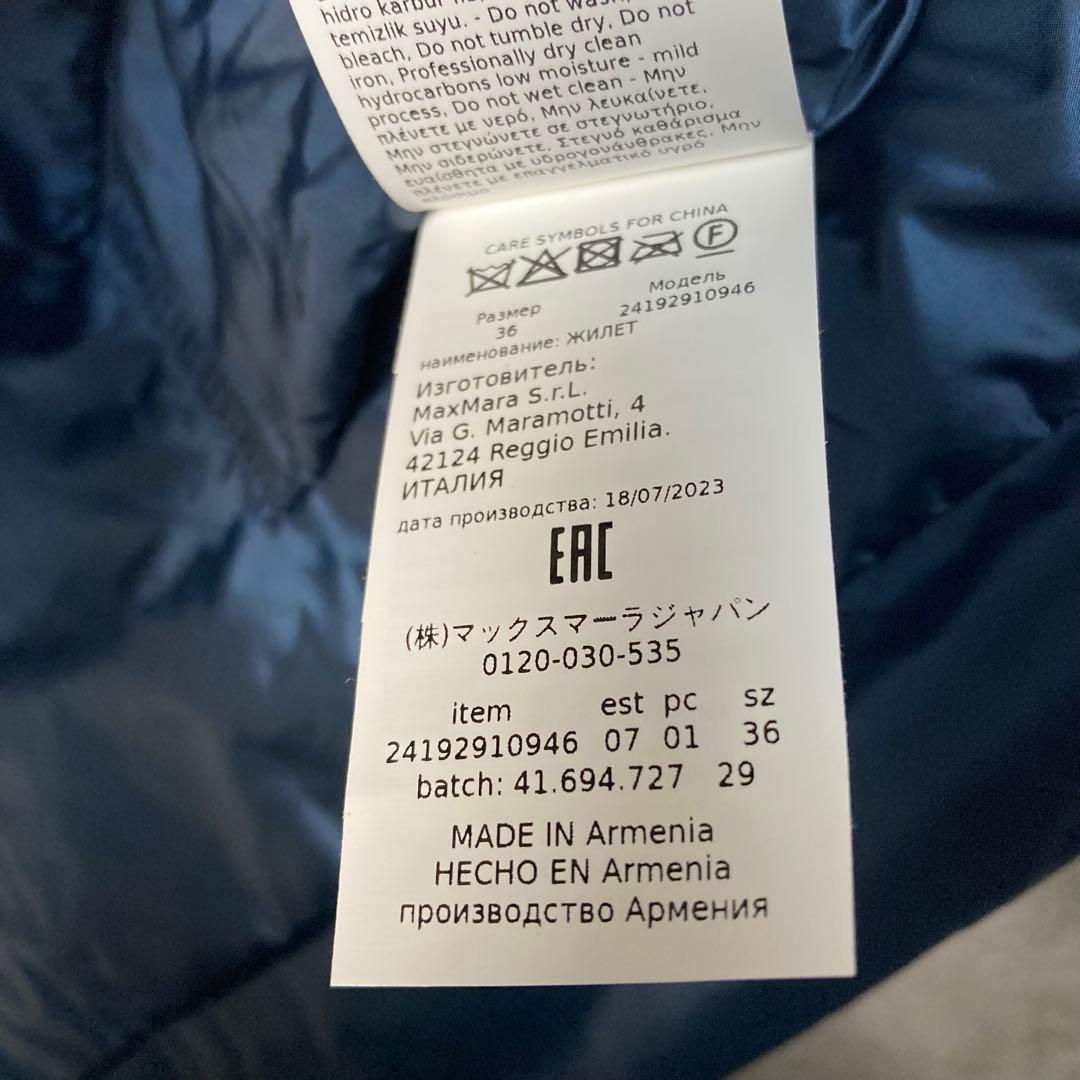 hidro karbür
temizlik suyu. - Do not wash,
bleach, Do not tumble dry, Do not
iron, Professionally dry clean
hydrocarbons low moisture - mild
process, Do not wet clean - Μην
πλένετε με νερό, Μην λευκαίνετε,
Μην στεγνώνετε σε στεγνωτήριο,
Μην σιδερώνετε, Στεγνό καθάρισμα
ευαίσθητα με υδρογονάνθρακες, Μην
πλένετε με επαγγελματικό υγρό
πλύσιμο
CARE SYMBOLS FOR CHINA
F
Размер Модель
36 24192910946
наименование: ЖИЛЕТ
Изготовитель:
MaxMara S.r.L.
Via G. Maramotti, 4
42124 Reggio Emilia.
ИТАЛИЯ
дата производства: 18/07/2023
EAC
(株)マックスマーラジャパン
0120-030-535
item est pc sz
24192910946 07 01 36
batch: 41.694.727 29
MADE IN Armenia
HECHO EN Armenia
производство Армения